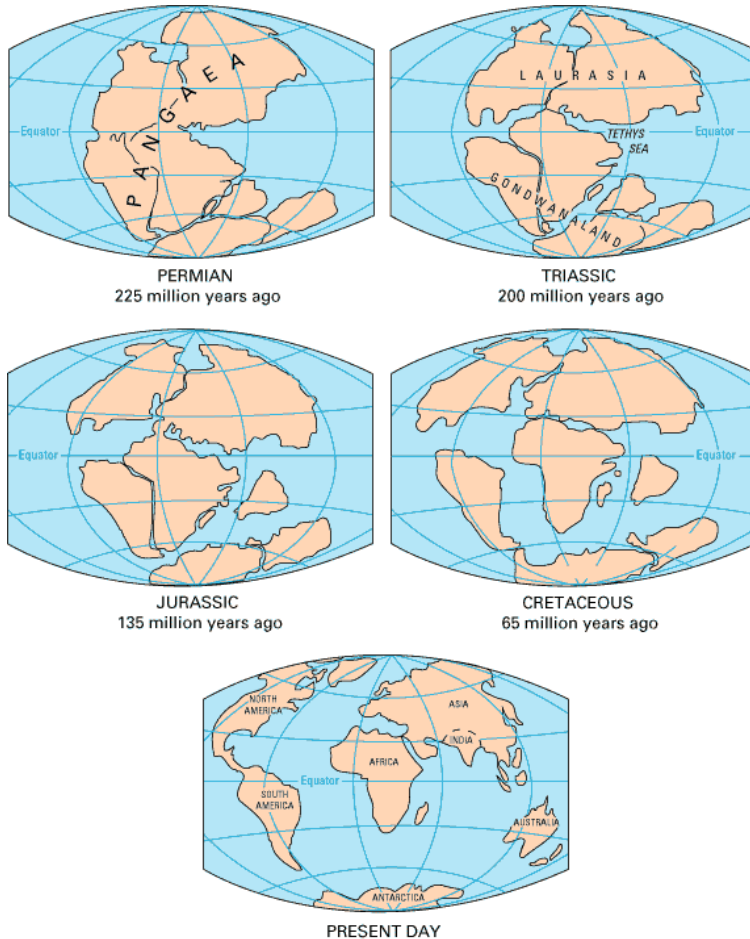 PANGAEA
Equator
PERMIAN
225 million years ago
LAURASIA
TETHYS
SEA
Equator
GONDWANALAND
TRIASSIC
200 million years ago
Equator
JURASSIC
135 million years ago
Equator
CRETACEOUS
65 million years ago
NORTH
AMERICA
ASIA
INDIA
AFRICA
Equator
SOUTH
AMERICA
AUSTRALIA
ANTARCTICA
PRESENT DAY